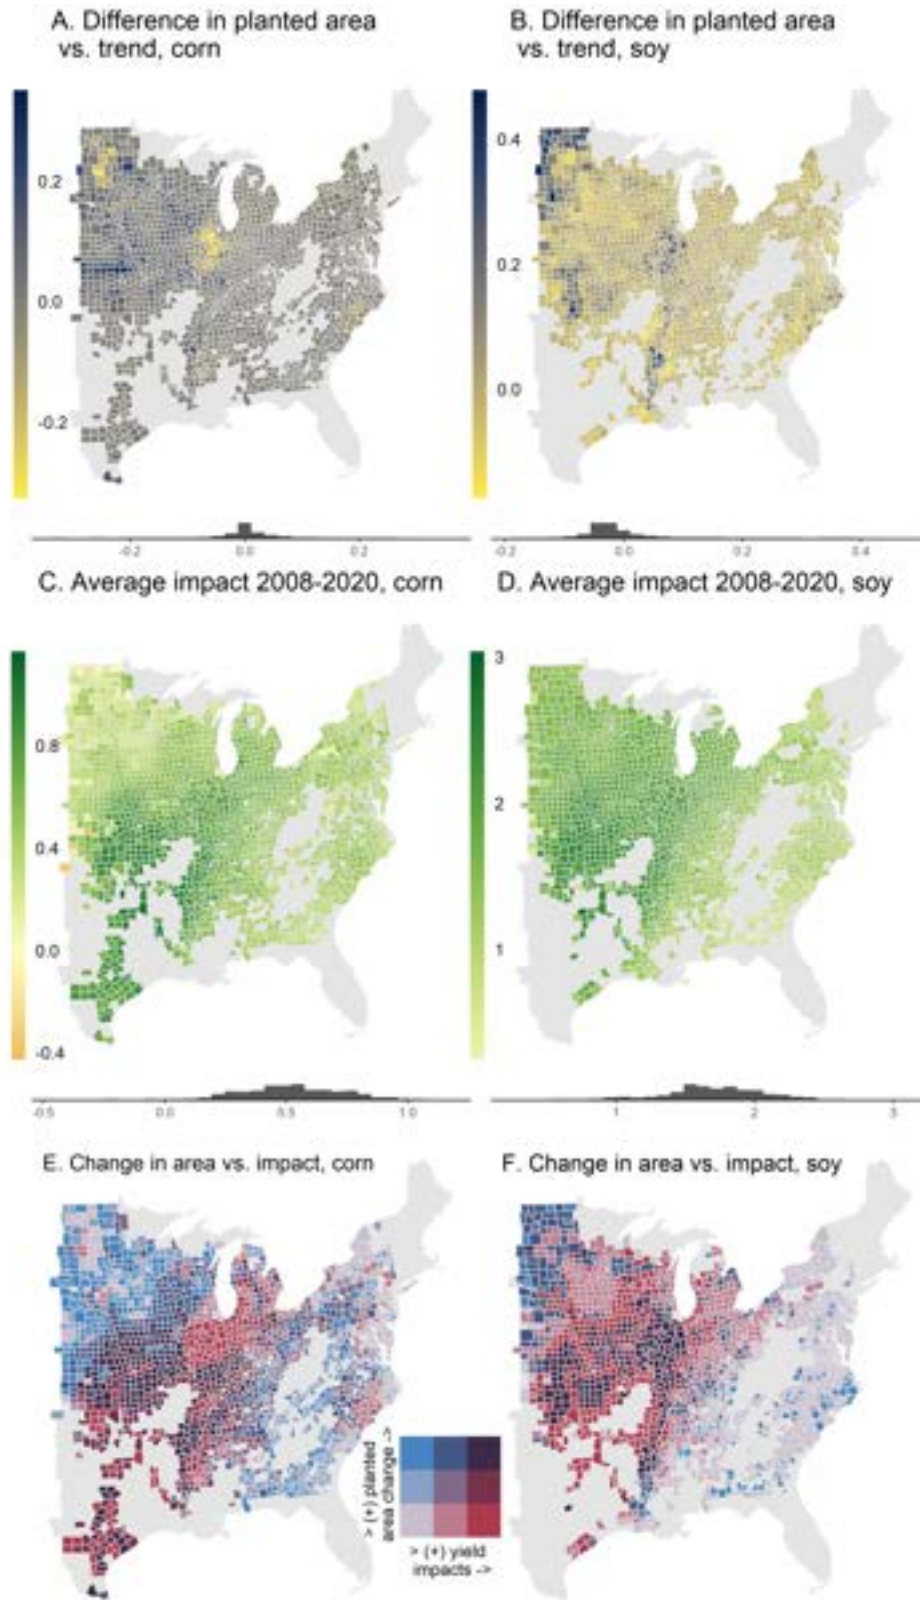 A. Difference in planted area
vs. trend, corn
B. Difference in planted area
vs. trend, soy
0.2
0.0
-0.2
0.4
0.2
0.0
-0.2
0.0
0.2
-0.2
0.0
0.2
0.4
C. Average impact 2008-2020, corn
D. Average impact 2008-2020, soy
0.8
0.4
0.0
-0.4
3
2
1
-0.5
0.0
0.5
1.0
1
2
3
E. Change in area vs. impact, corn
F. Change in area vs. impact, soy
> (+) planted
area change ->
> (+) yield
impacts ->